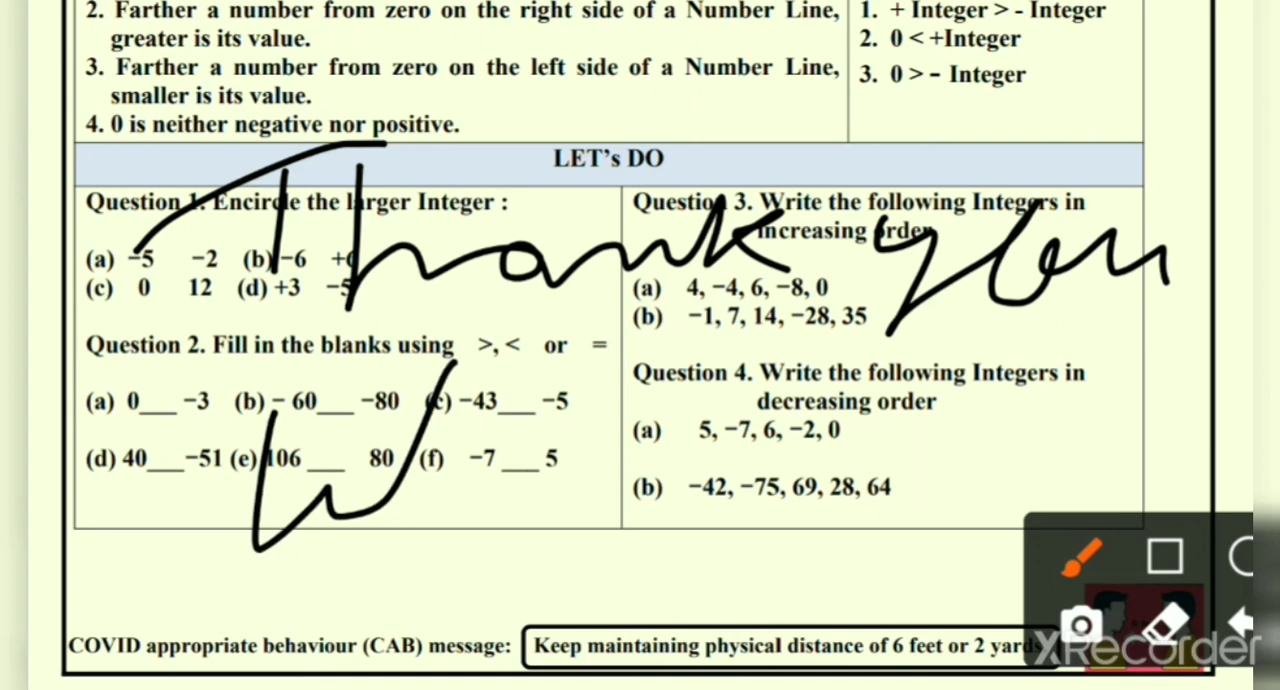 2. Farther a number from zero on the right side of a Number Line,
greater is its value.
3. Farther a number from zero on the left side of a Number Line,
smaller is its value.
4. 0 is neither negative nor positive.
1. + Integer > - Integer
2. 0 < +Integer
3. 0 > - Integer
LET's DO
Question 1. Encircle the larger Integer :
(a) −5 −2 (b) −6
(c) 0 12 (d) +3 −5
Question 2. Fill in the blanks using >, < or =
(a) 0___ −3 (b) − 60___ −80 (c) −43___ −5
(d) 40___−51 (e) 106 ___ 80 (f) −7 ___ 5
Question 3. Write the following Integers in
increasing order
(a) 4, −4, 6, −8, 0
(b) −1, 7, 14, −28, 35
Question 4. Write the following Integers in
decreasing order
(a) 5, −7, 6, −2, 0
(b) −42, −75, 69, 28, 64
Thank you
COVID appropriate behaviour (CAB) message: Keep maintaining physical distance of 6 feet or 2 yards
XRecorder